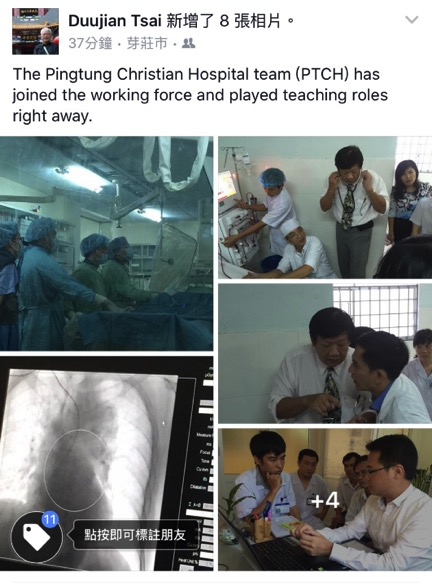 Duujian Tsai 新增了 8 張相片。
37分鐘・芽莊市・
The Pingtung Christian Hospital team (PTCH) has
joined the working force and played teaching roles
right away.
+4
11
點按即可標註朋友